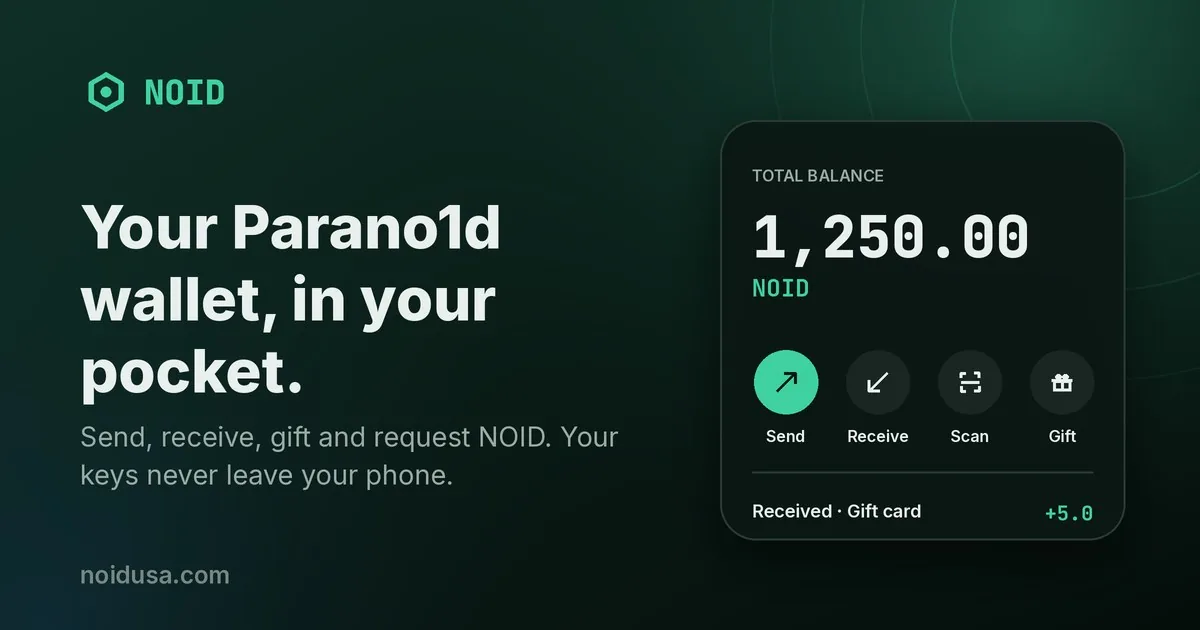 NOID
Your Parano1d
wallet, in your
pocket.
Send, receive, gift and request NOID. Your
keys never leave your phone.
noidusa.com
TOTAL BALANCE
1,250.00
NOID
Send Receive Scan Gift
Received · Gift card +5.0